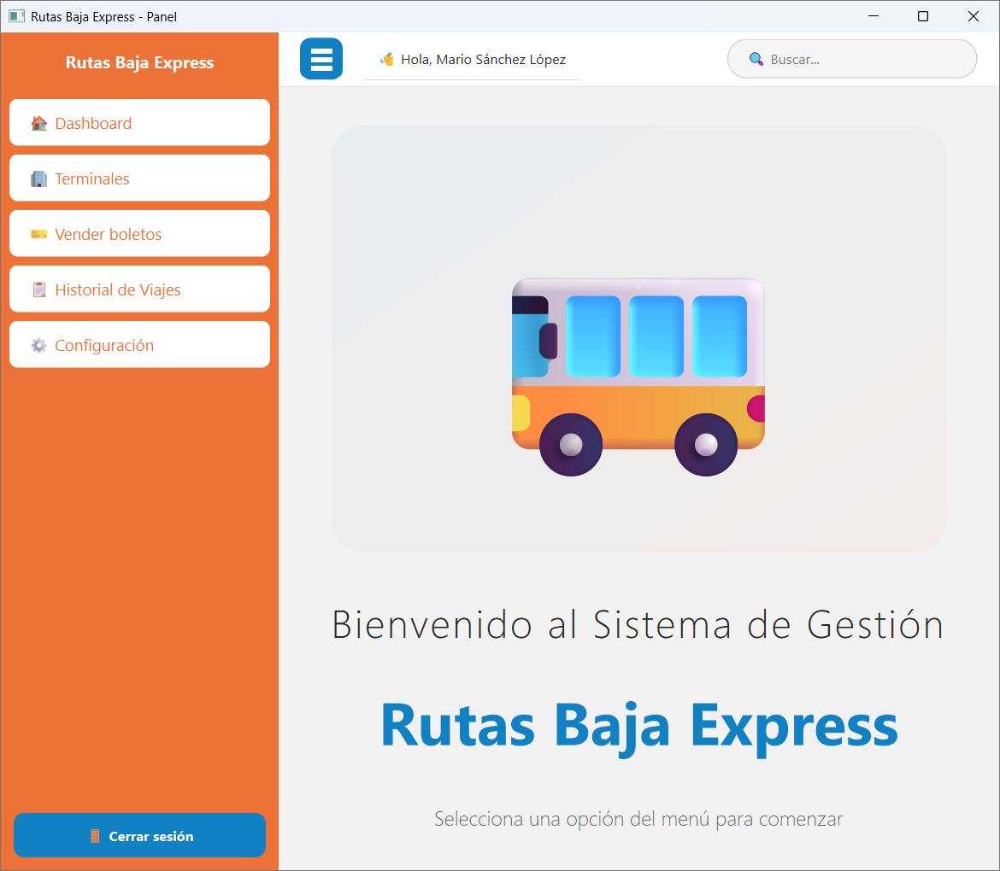 Rutas Baja Express - Panel
Rutas Baja Express
Dashboard
Terminales
Vender boletos
Historial de Viajes
Configuración
Cerrar sesión
Hola, Mario Sánchez López
Buscar...
Bienvenido al Sistema de Gestión
Rutas Baja Express
Selecciona una opción del menú para comenzar